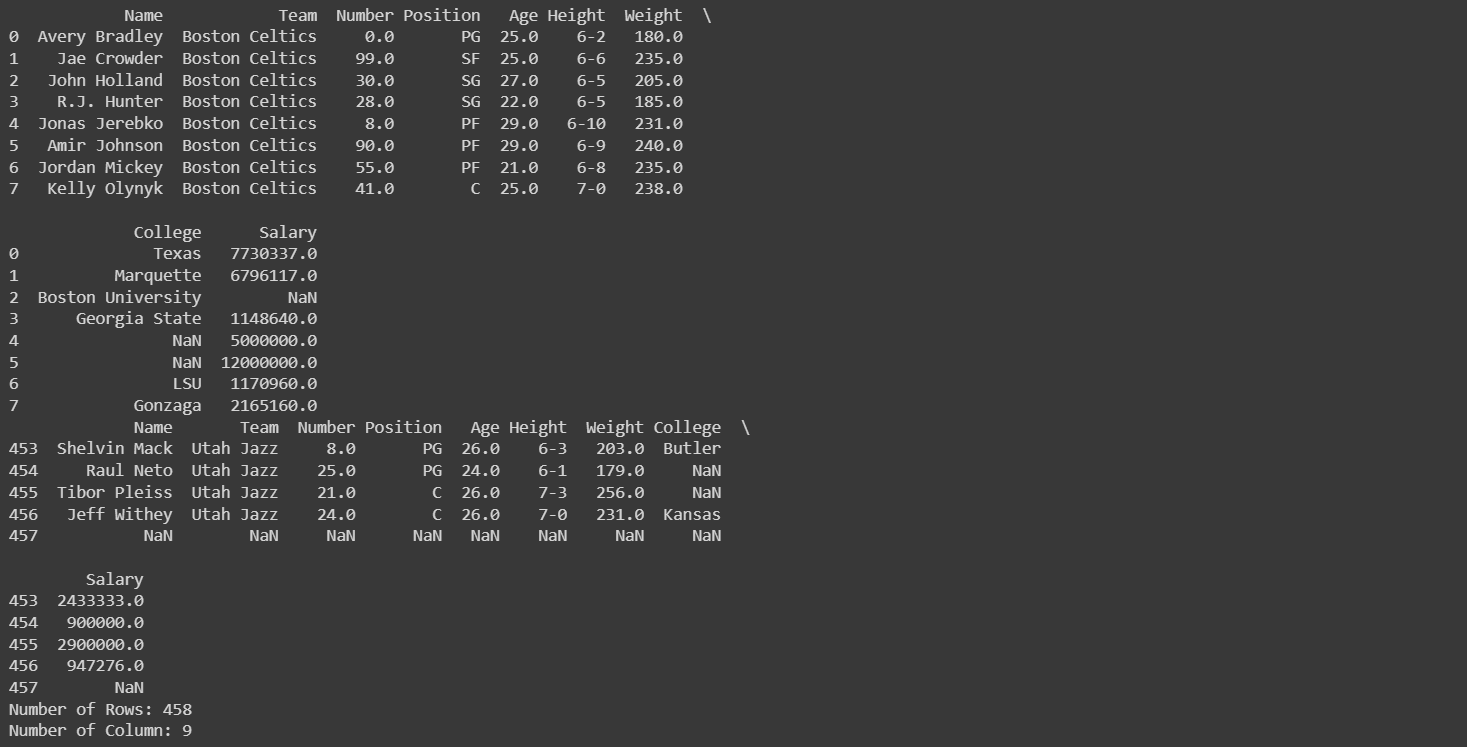 Name            Team  Number Position   Age Height  Weight  \
0  Avery Bradley  Boston Celtics     0.0       PG  25.0    6-2   180.0
1    Jae Crowder  Boston Celtics    99.0       SF  25.0    6-6   235.0
2   John Holland  Boston Celtics    30.0       SG  27.0    6-5   205.0
3    R.J. Hunter  Boston Celtics    28.0       SG  22.0    6-5   185.0
4  Jonas Jerebko  Boston Celtics     8.0       PF  29.0   6-10   231.0
5   Amir Johnson  Boston Celtics    90.0       PF  29.0    6-9   240.0
6  Jordan Mickey  Boston Celtics    55.0       PF  21.0    6-8   235.0
7   Kelly Olynyk  Boston Celtics    41.0        C  25.0    7-0   238.0

             College      Salary
0              Texas   7730337.0
1          Marquette   6796117.0
2  Boston University         NaN
3      Georgia State   1148640.0
4                NaN   5000000.0
5                NaN  12000000.0
6                LSU   1170960.0
7            Gonzaga   2165160.0
             Name       Team  Number Position   Age Height  Weight College  \
453  Shelvin Mack  Utah Jazz     8.0       PG  26.0    6-3   203.0  Butler
454     Raul Neto  Utah Jazz    25.0       PG  24.0    6-1   179.0     NaN
455  Tibor Pleiss  Utah Jazz    21.0        C  26.0    7-3   256.0     NaN
456   Jeff Withey  Utah Jazz    24.0        C  26.0    7-0   231.0  Kansas
457           NaN        NaN     NaN      NaN   NaN    NaN     NaN     NaN

        Salary
453  2433333.0
454   900000.0
455  2900000.0
456   947276.0
457        NaN
Number of Rows: 458
Number of Column: 9